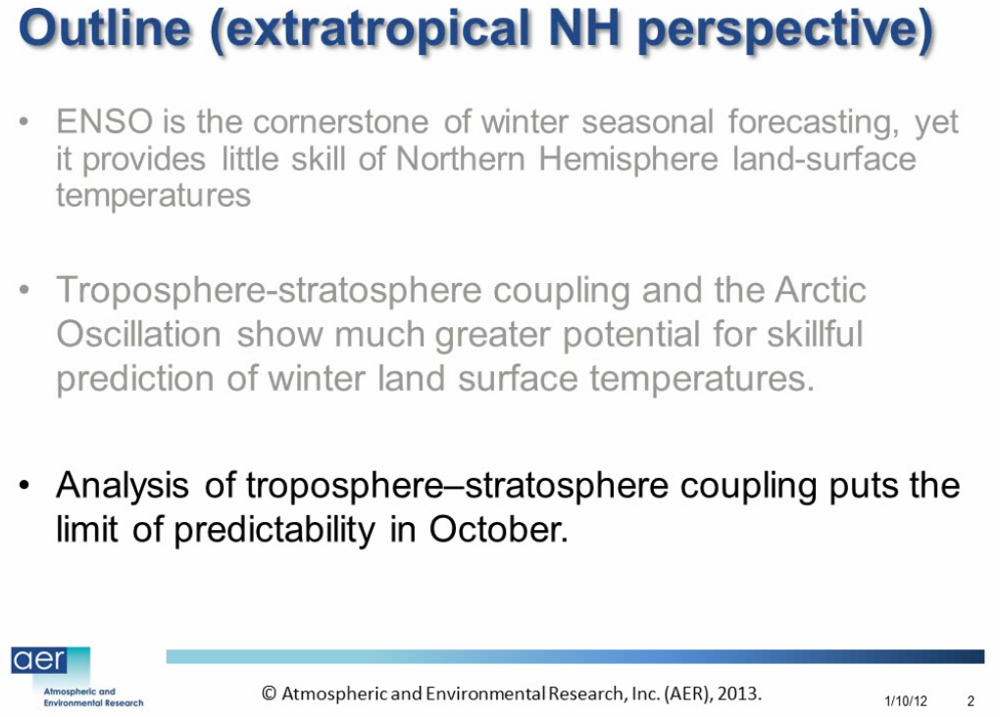 Outline (extratropical NH perspective)
• ENSO is the cornerstone of winter seasonal forecasting, yet
it provides little skill of Northern Hemisphere land-surface
temperatures
• Troposphere-stratosphere coupling and the Arctic
Oscillation show much greater potential for skillful
prediction of winter land surface temperatures.
• Analysis of troposphere–stratosphere coupling puts the
limit of predictability in October.
aer
Atmospheric and
Environmental Research
© Atmospheric and Environmental Research, Inc. (AER), 2013.
1/10/12 2